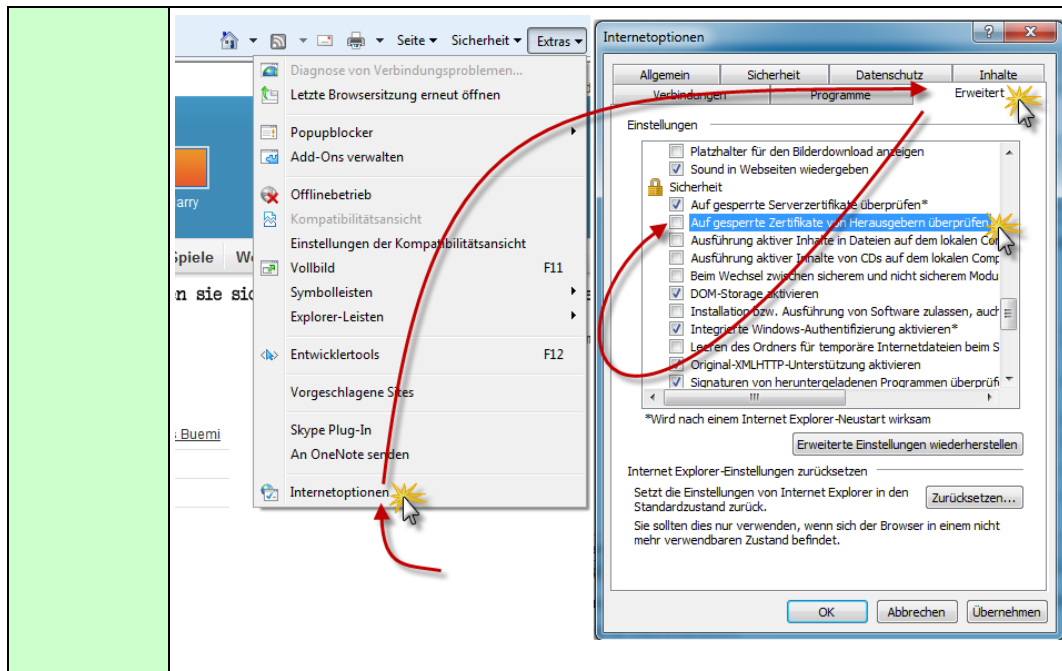 Seite Sicherheit Extras
Diagnose von Verbindungsproblemen...
Letzte Browsersitzung erneut öffnen
Popupblocker
Add-Ons verwalten
Offlinebetrieb
Kompatibilitätsansicht
Einstellungen der Kompatibilitätsansicht
Vollbild F11
Symbolleisten
Explorer-Leisten
Entwicklertools F12
Vorgeschlagene Sites
Skype Plug-In
An OneNote senden
Internetoptionen
arry
Spiele We
n sie sic
s Buemi
Internetoptionen
Allgemein Sicherheit Datenschutz Inhalte
Verbindungen Programme Erweitert
Einstellungen
Platzhalter für den Bilderdownload anzeigen
Sound in Webseiten wiedergeben
Sicherheit
Auf gesperrte Serverzertifikate überprüfen*
Auf gesperrte Zertifikate von Herausgebern überprüfen
Ausführung aktiver Inhalte in Dateien auf dem lokalen Com
Ausführung aktiver Inhalte von CDs auf dem lokalen Comp
Beim Wechsel zwischen sicherem und nicht sicherem Modu
DOM-Storage aktivieren
Installation bzw. Ausführung von Software zulassen, auch
Integrierte Windows-Authentifizierung aktivieren*
Leeren des Ordners für temporäre Internetdateien beim S
Original-XMLHTTP-Unterstützung aktivieren
Signaturen von heruntergeladenen Programmen überprüfe
*Wird nach einem Internet Explorer-Neustart wirksam
Erweiterte Einstellungen wiederherstellen
Internet Explorer-Einstellungen zurücksetzen
Setzt die Einstellungen von Internet Explorer in den
Standardzustand zurück.
Zurücksetzen...
Sie sollten dies nur verwenden, wenn sich der Browser in einem nicht
mehr verwendbaren Zustand befindet.
OK Abbrechen Übernehmen